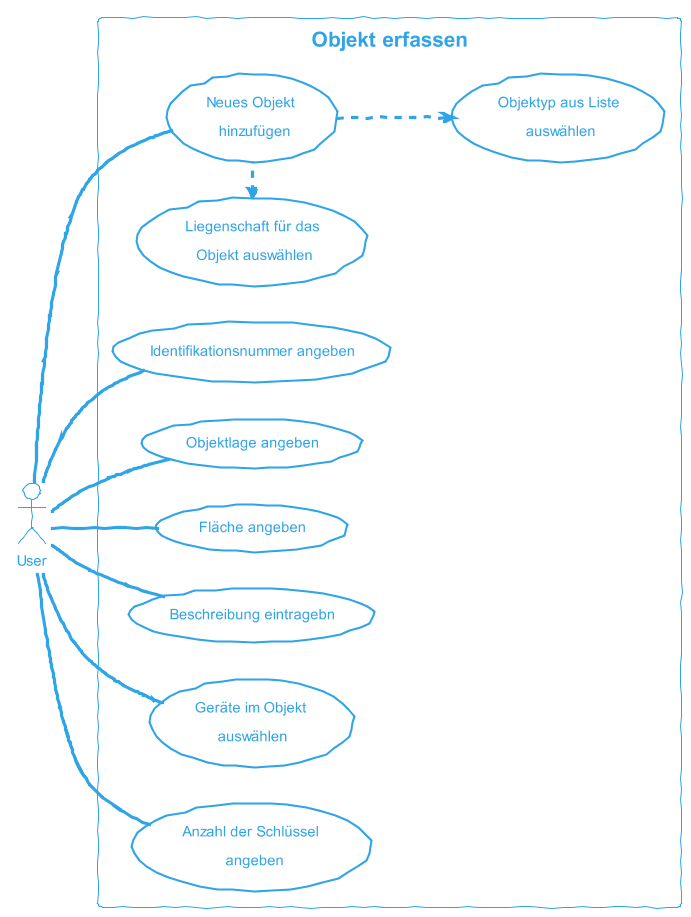 Objekt erfassen
Neues Objekt
hinzufügen
Objektyp aus Liste
auswählen
Liegenschaft für das
Objekt auswählen
Identifikationsnummer angeben
Objektlage angeben
Fläche angeben
User
Beschreibung eintragebn
Geräte im Objekt
auswählen
Anzahl der Schlüssel
angeben